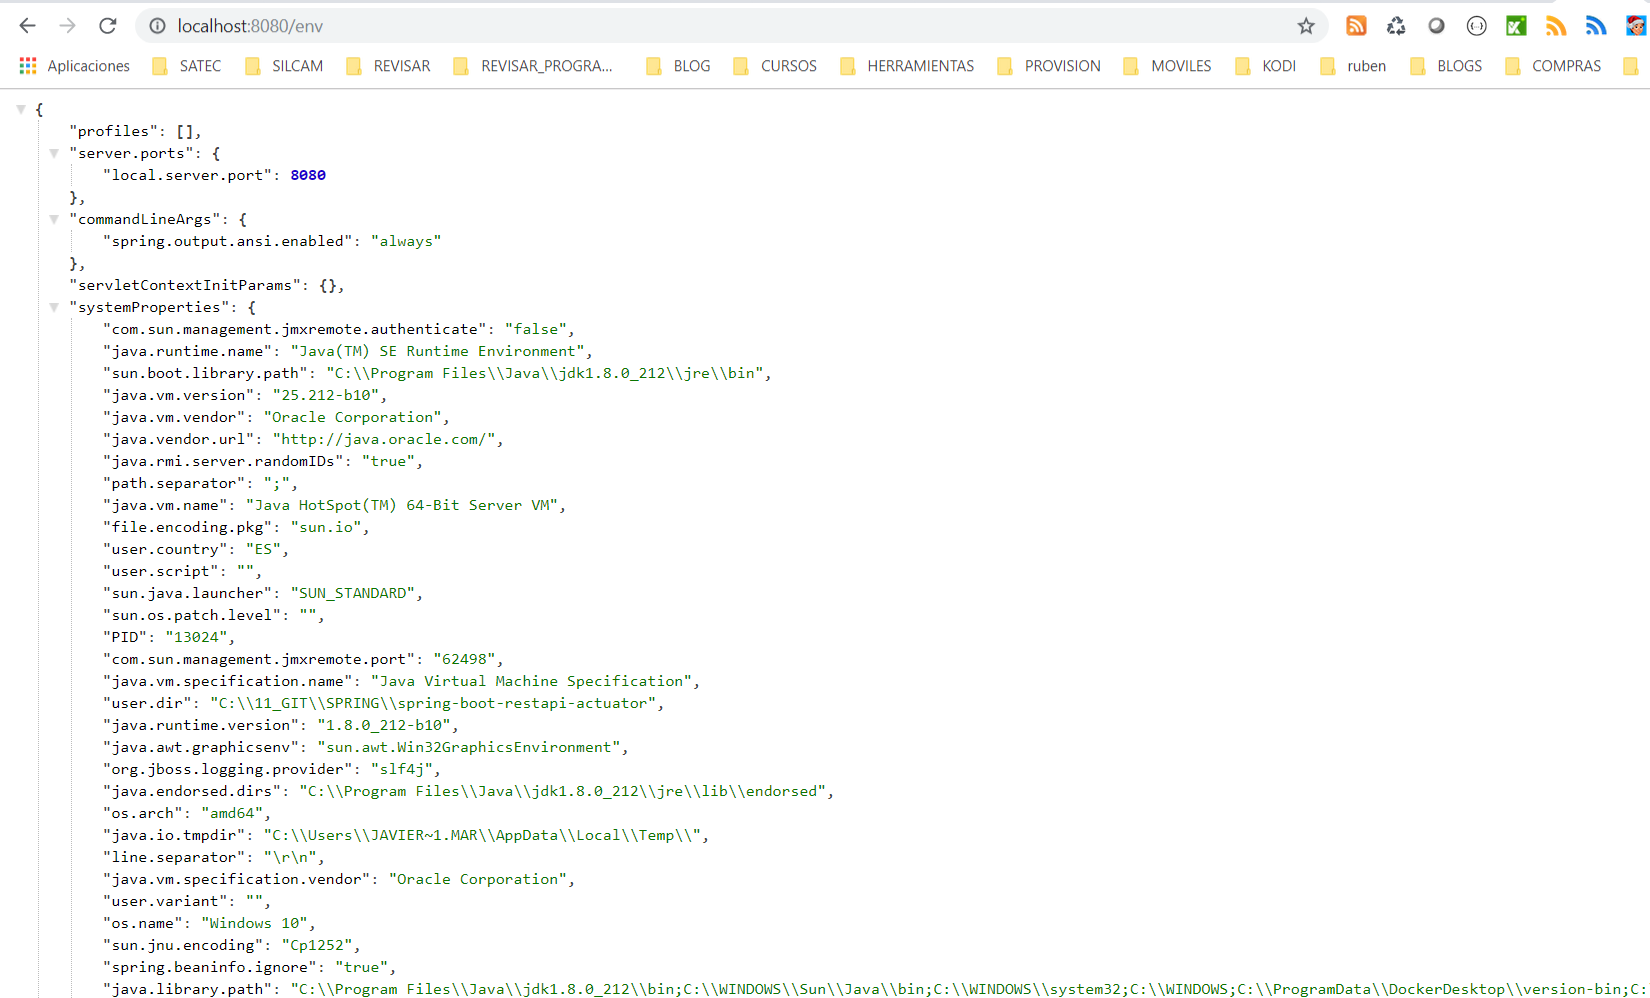 localhost:8080/env
Aplicaciones SATEC SILCAM REVISAR REVISAR_PROGRA... BLOG CURSOS HERRAMIENTAS PROVISION MOVILES KODI ruben BLOGS COMPRAS
{
"profiles": [],
"server.ports": {
"local.server.port": 8080
},
"commandLineArgs": {
"spring.output.ansi.enabled": "always"
},
"servletContextInitParams": {},
"systemProperties": {
"com.sun.management.jmxremote.authenticate": "false",
"java.runtime.name": "Java(TM) SE Runtime Environment",
"sun.boot.library.path": "C:\\Program Files\\Java\\jdk1.8.0_212\\jre\\bin",
"java.vm.version": "25.212-b10",
"java.vm.vendor": "Oracle Corporation",
"java.vendor.url": "http://java.oracle.com/",
"java.rmi.server.randomIDs": "true",
"path.separator": ";",
"java.vm.name": "Java HotSpot(TM) 64-Bit Server VM",
"file.encoding.pkg": "sun.io",
"user.country": "ES",
"user.script": "",
"sun.java.launcher": "SUN_STANDARD",
"sun.os.patch.level": "",
"PID": "13024",
"com.sun.management.jmxremote.port": "62498",
"java.vm.specification.name": "Java Virtual Machine Specification",
"user.dir": "C:\\11_GIT\\SPRING\\spring-boot-restapi-actuator",
"java.runtime.version": "1.8.0_212-b10",
"java.awt.graphicsenv": "sun.awt.Win32GraphicsEnvironment",
"org.jboss.logging.provider": "slf4j",
"java.endorsed.dirs": "C:\\Program Files\\Java\\jdk1.8.0_212\\jre\\lib\\endorsed",
"os.arch": "amd64",
"java.io.tmpdir": "C:\\Users\\JAVIER~1.MAR\\AppData\\Local\\Temp\\",
"line.separator": "\r\n",
"java.vm.specification.vendor": "Oracle Corporation",
"user.variant": "",
"os.name": "Windows 10",
"sun.jnu.encoding": "Cp1252",
"spring.beaninfo.ignore": "true",
"java.library.path": "C:\\Program Files\\Java\\jdk1.8.0_212\\bin;C:\\WINDOWS\\Sun\\Java\\bin;C:\\WINDOWS\\system32;C:\\WINDOWS;C:\\ProgramData\\DockerDesktop\\version-bin;C: